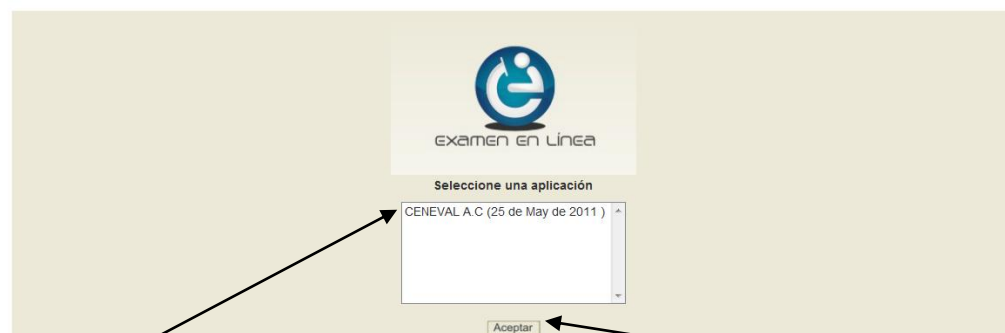 examen en Línea
Seleccione una aplicación
CENEVAL A.C (25 de May de 2011 )
Aceptar